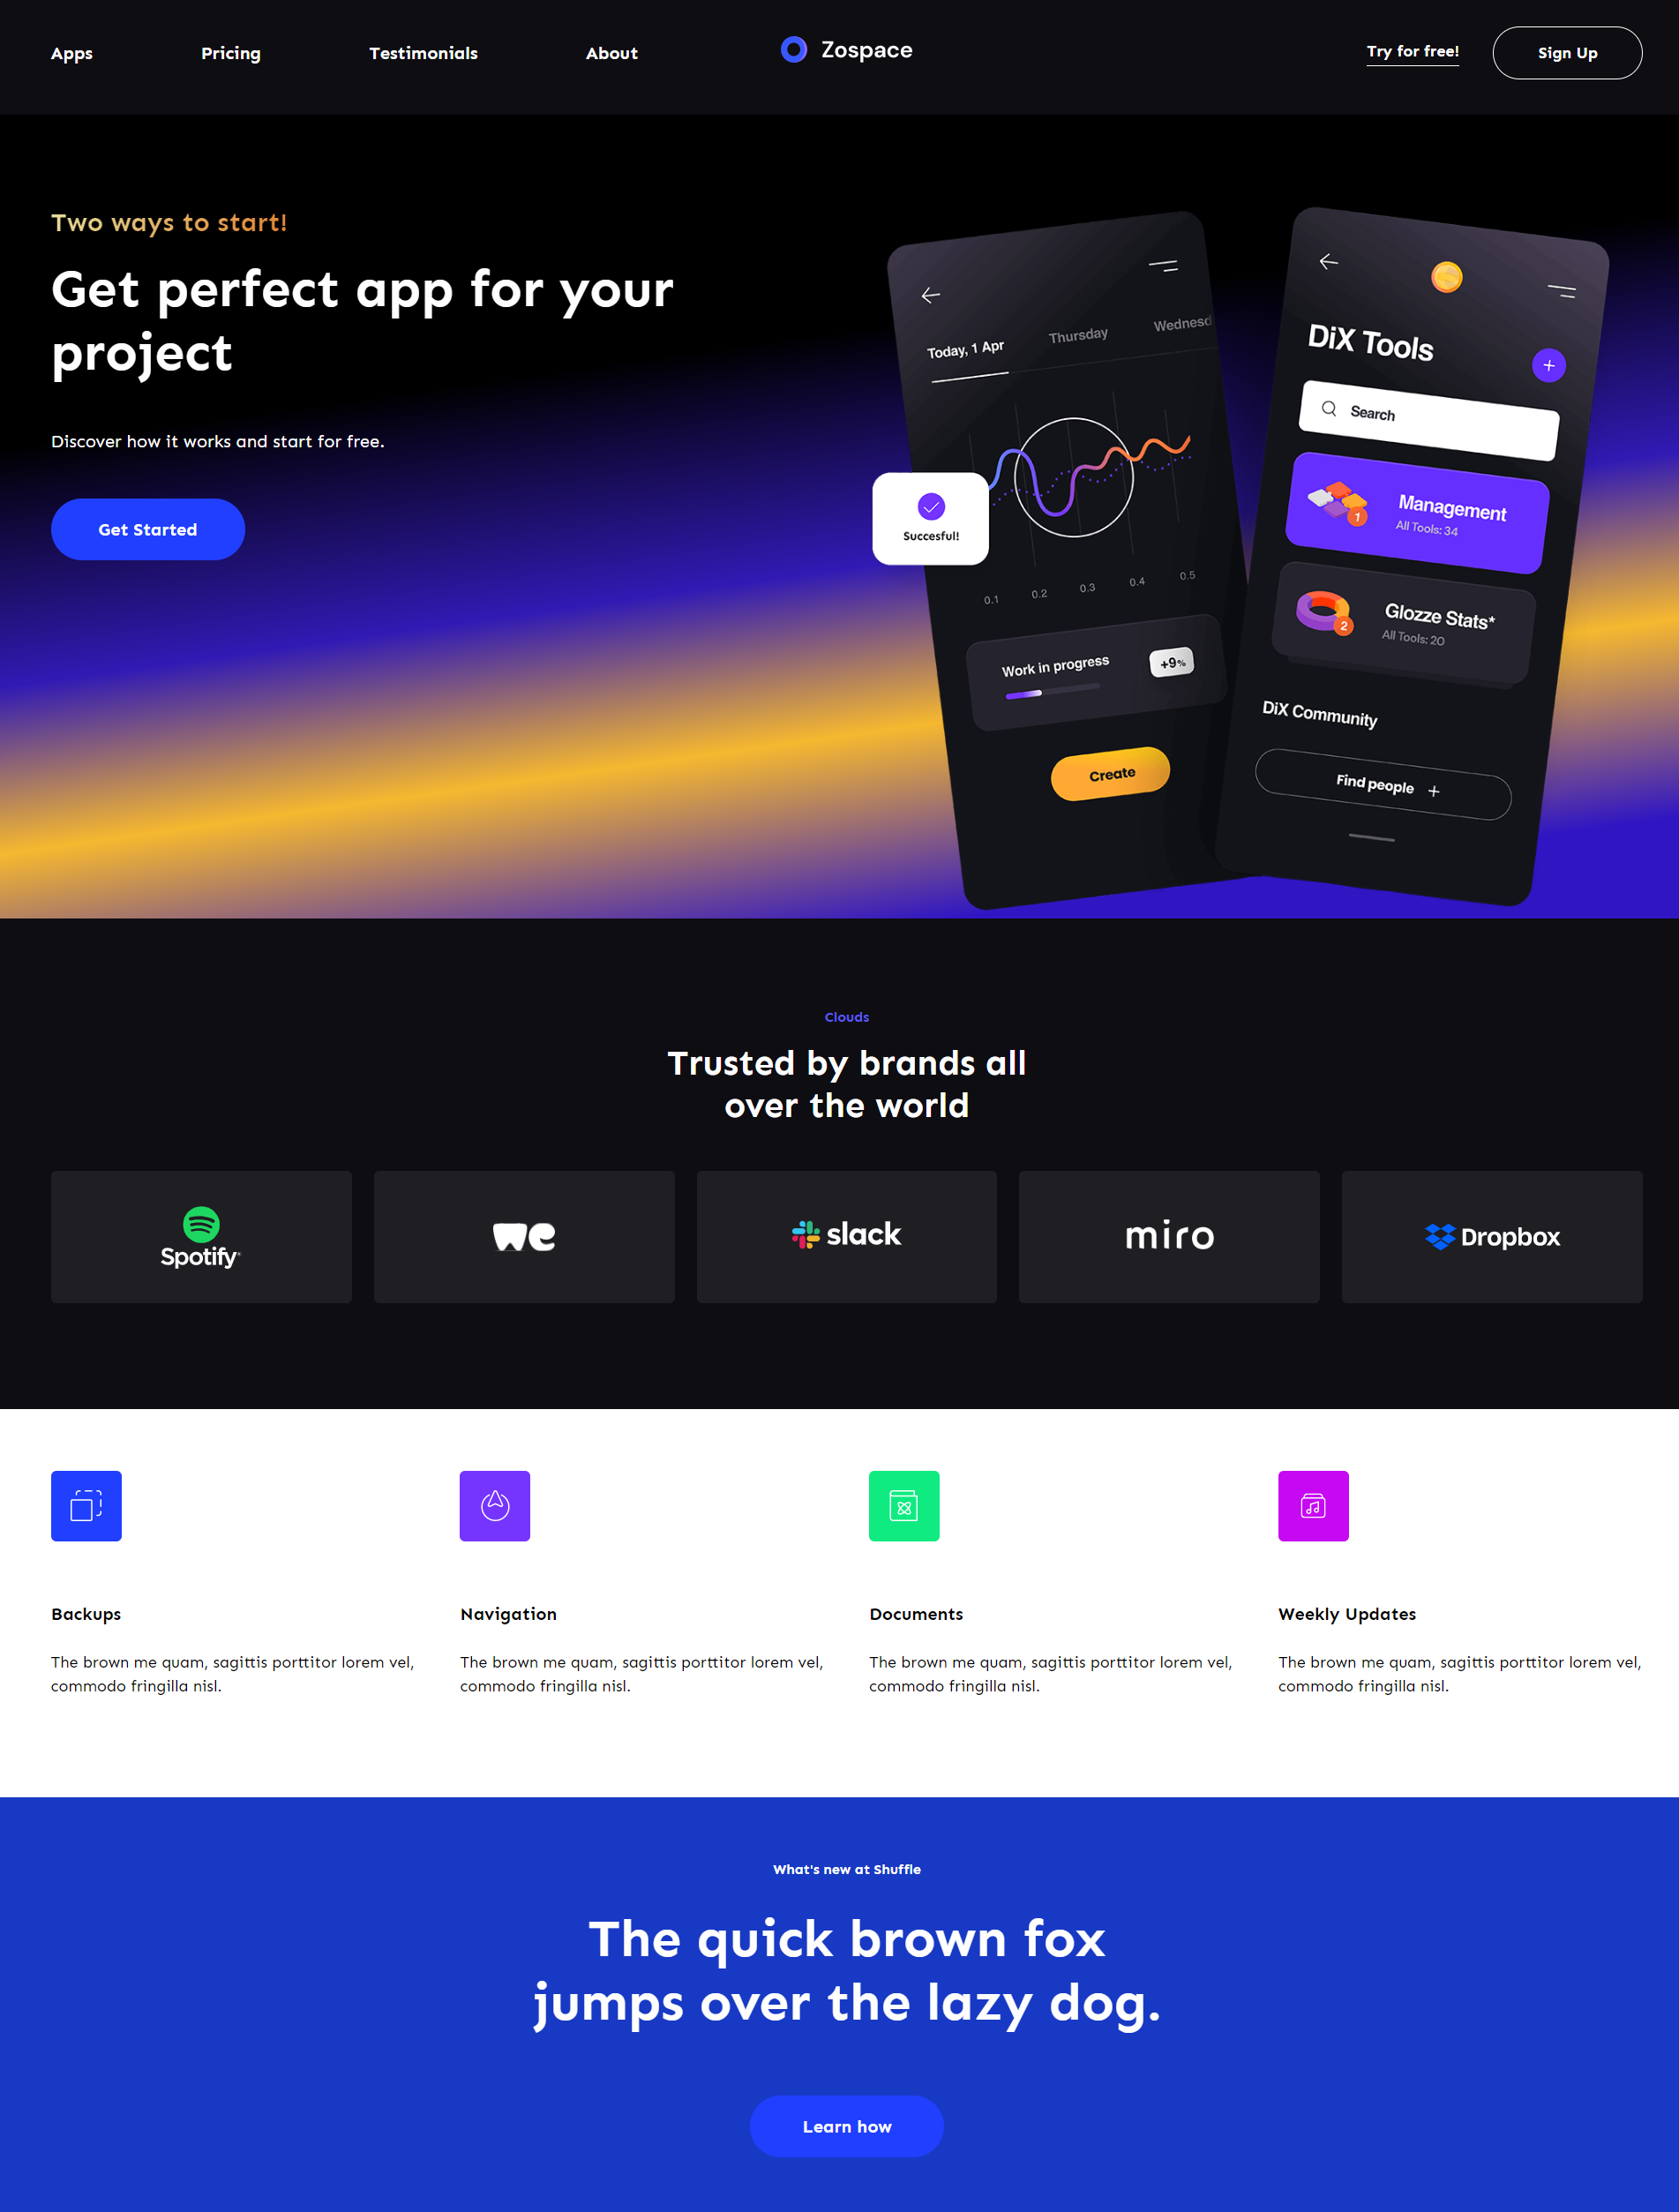 Apps
Pricing
Testimonials
About
Zospace
Try for free!
Sign Up
Two ways to start!
Get perfect app for your
project
Discover how it works and start for free.
Get Started
Today, 1 Apr
Thursday
Wednesd
Succesful!
0.1
0.2
0.3
0.4
0.5
Work in progress
+9%
Create
DiX Tools
Search
Management
All Tools: 34
1
Glozze Stats*
All Tools: 20
2
DiX Community
Find people
Clouds
Trusted by brands all
over the world
Spotify
we
slack
miro
Dropbox
Backups
The brown me quam, sagittis porttitor lorem vel,
commodo fringilla nisl.
Navigation
The brown me quam, sagittis porttitor lorem vel,
commodo fringilla nisl.
Documents
The brown me quam, sagittis porttitor lorem vel,
commodo fringilla nisl.
Weekly Updates
The brown me quam, sagittis porttitor lorem vel,
commodo fringilla nisl.
What's new at Shuffle
The quick brown fox
jumps over the lazy dog.
Learn how